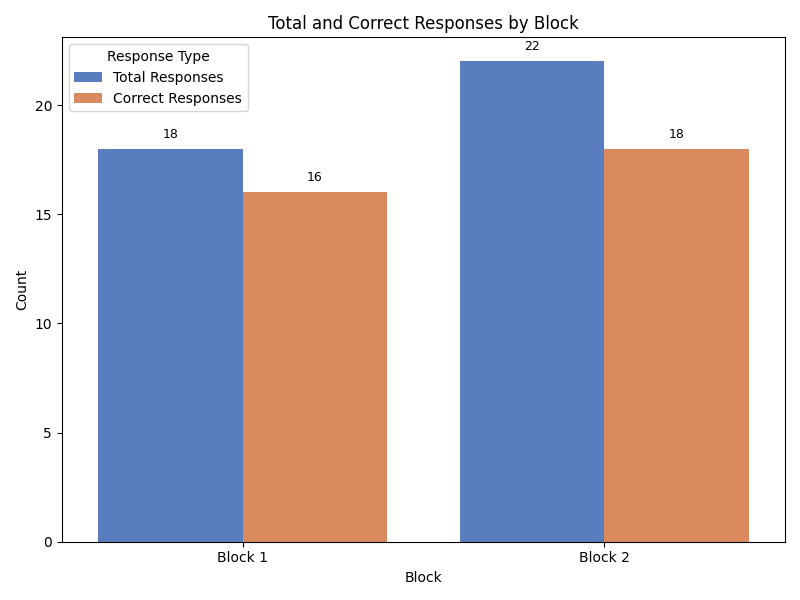 Total and Correct Responses by Block
Response Type
Total Responses
Correct Responses
22
18
16
18
20
15
10
5
0
Count
Block 1
Block 2
Block